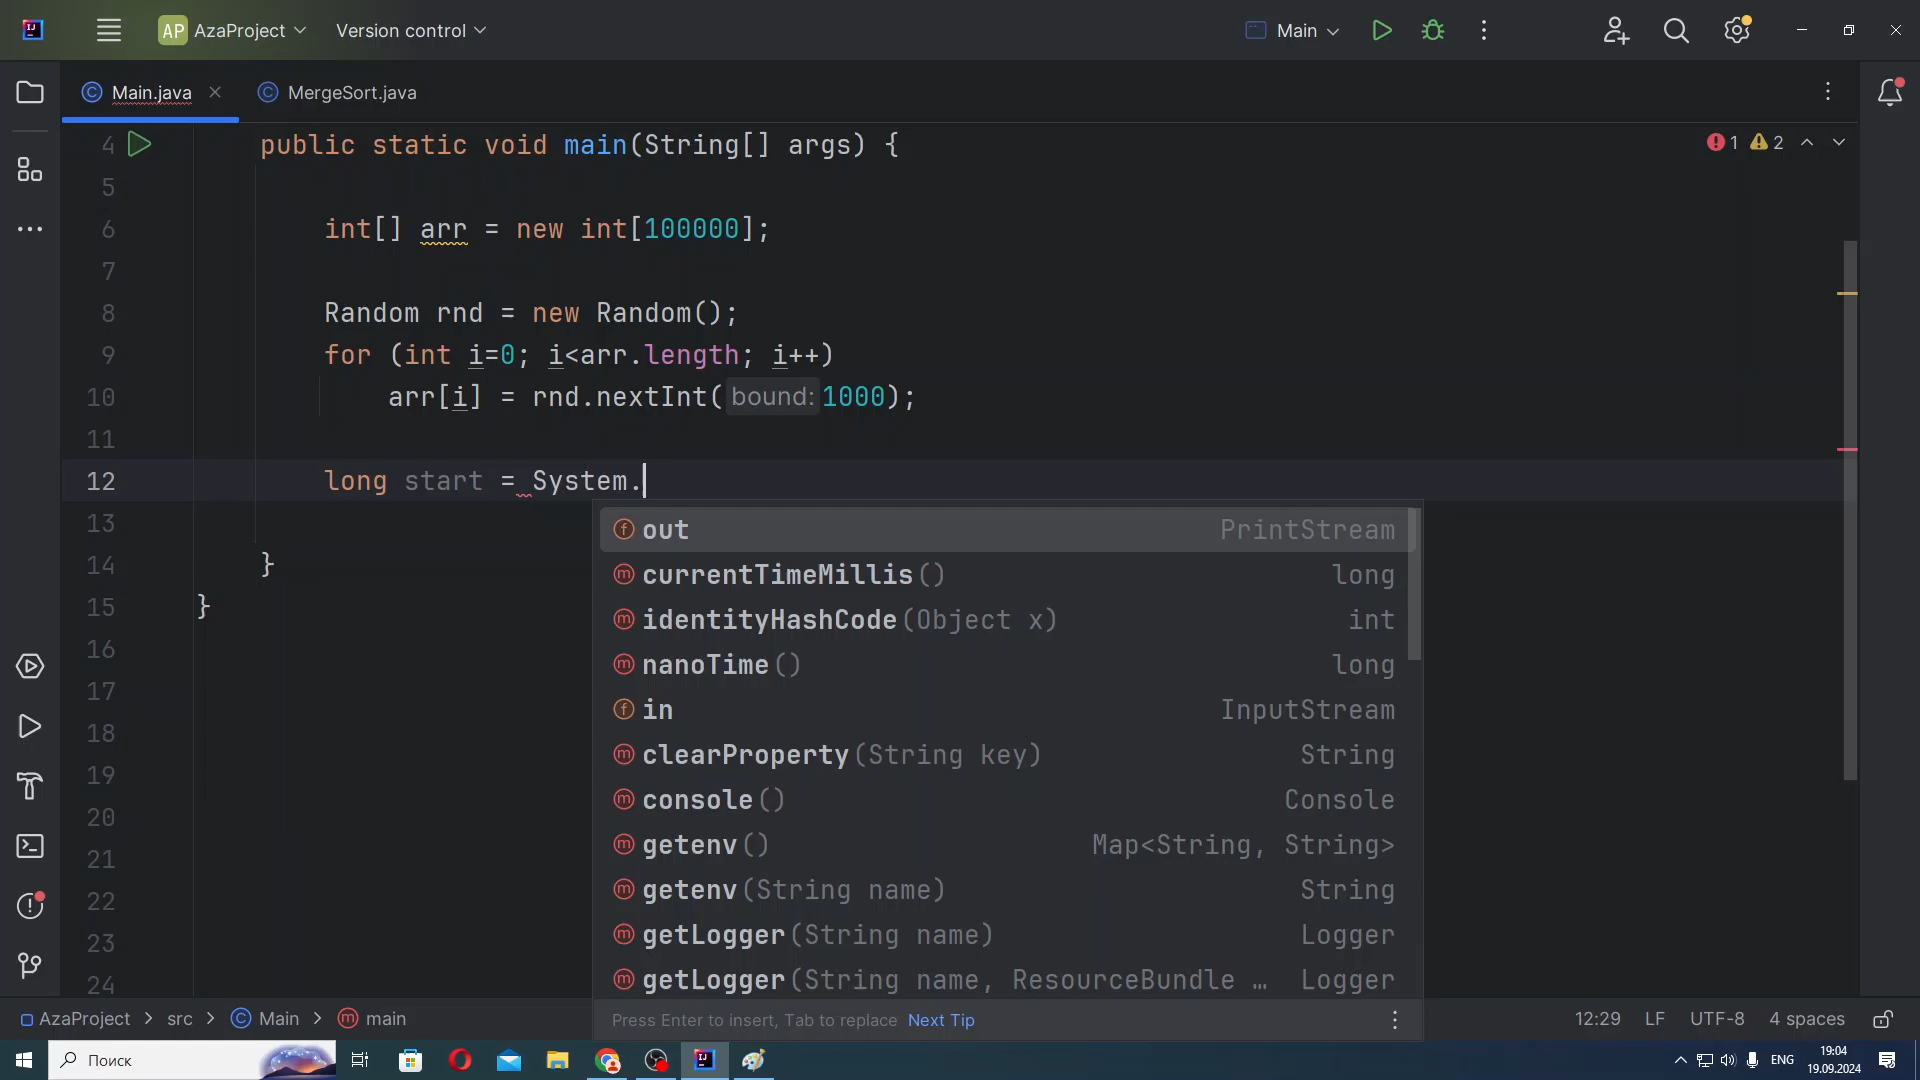 AP AzaProject Version control Main
Main.java MergeSort.java
4 public static void main(String[] args) { 1 2
5
6 int[] arr = new int[100000];
7
8 Random rnd = new Random();
9 for (int i=0; i<arr.length; i++)
10 arr[i] = rnd.nextInt( bound: 1000);
11
12 long start = System.
13
14 }
15 }
16
17
18
19
20
21
22
23
24
out PrintStream
currentTimeMillis() long
identityHashCode(Object x) int
nanoTime() long
in InputStream
clearProperty(String key) String
console() Console
getenv() Map<String, String>
getenv(String name) String
getLogger(String name) Logger
getLogger(String name, ResourceBundle … Logger
Press Enter to insert, Tab to replace Next Tip
AzaProject > src > Main > main 12:29 LF UTF-8 4 spaces
Поиск ENG 19:04
19.09.2024